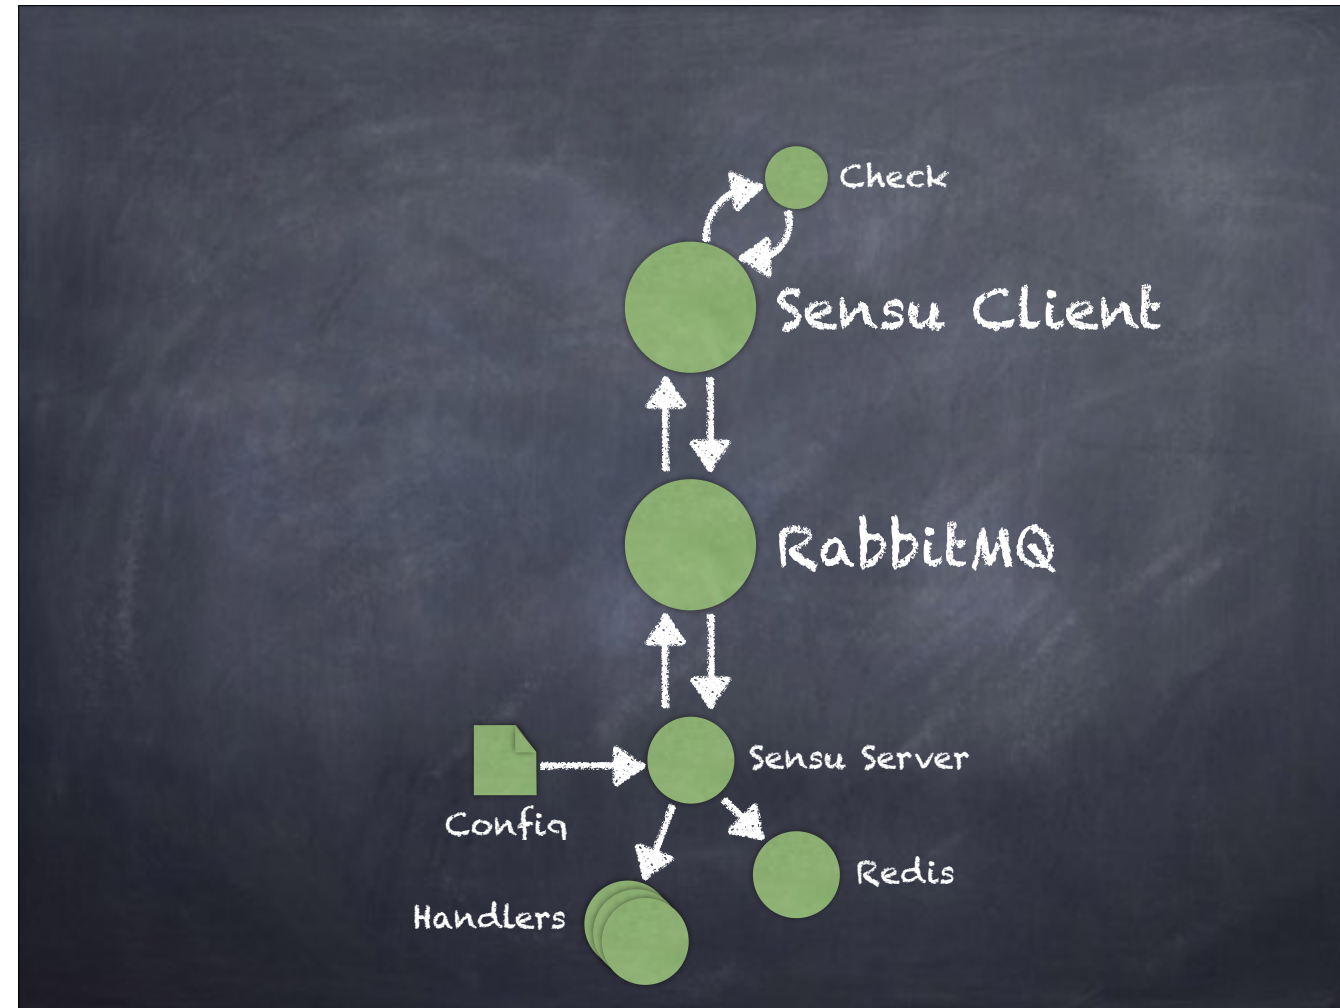 Check
Sensu Client
RabbitMQ
Sensu Server
Config
Redis
Handlers